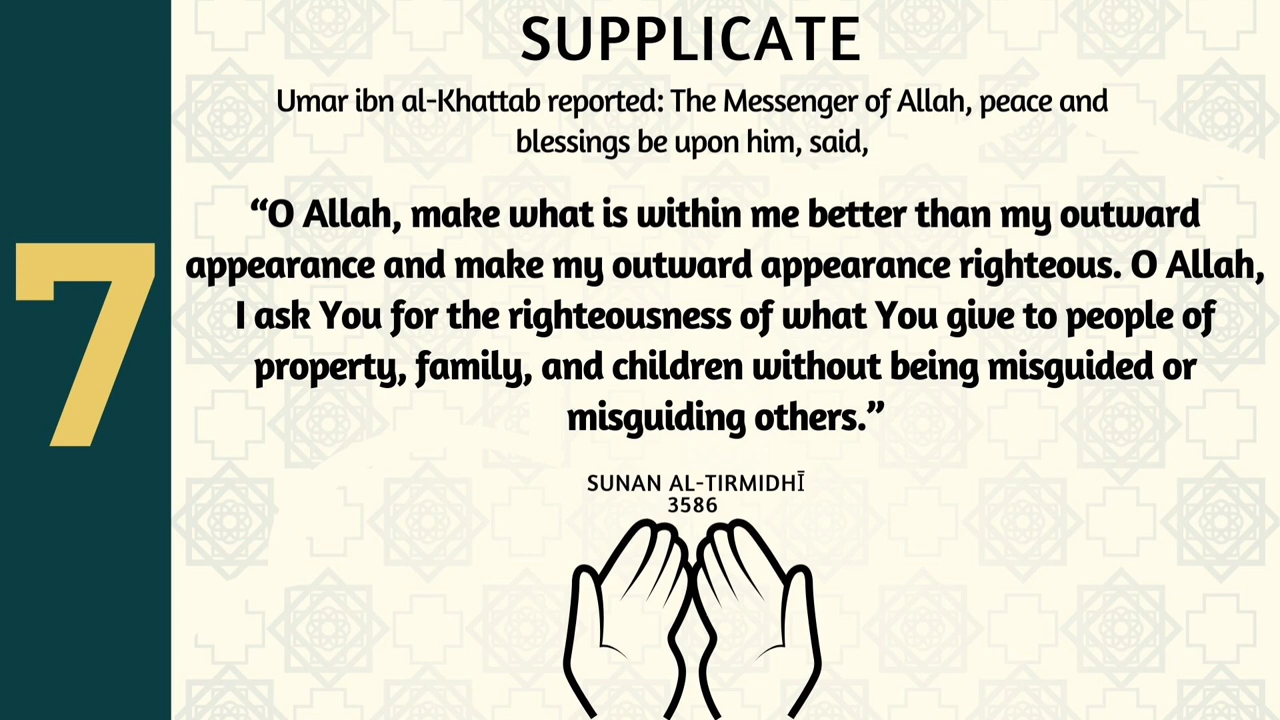 SUPPLICATE
Umar ibn al-Khattab reported: The Messenger of Allah, peace and
blessings be upon him, said,
7
“O Allah, make what is within me better than my outward
appearance and make my outward appearance righteous. O Allah,
I ask You for the righteousness of what You give to people of
property, family, and children without being misguided or
misguiding others.”
SUNAN AL-TIRMIDHĪ
3586